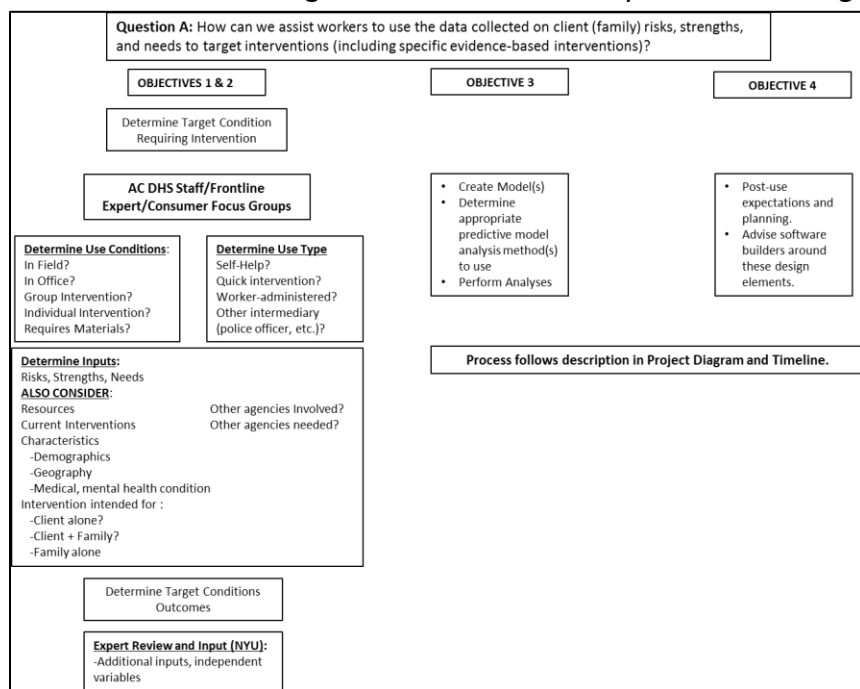 Question A: How can we assist workers to use the data collected on client (family) risks, strengths,
and needs to target interventions (including specific evidence-based interventions)?
OBJECTIVES 1 & 2
OBJECTIVE 3
OBJECTIVE 4
Determine Target Condition
Requiring Intervention
AC DHS Staff/Frontline
Expert/Consumer Focus Groups
• Create Model(s)
• Determine
appropriate
predictive model
analysis method(s)
to use
• Perform Analyses
• Post-use
expectations and
planning.
• Advise software
builders around
these design
elements.
Determine Use Conditions:
In Field?
In Office?
Group Intervention?
Individual Intervention?
Requires Materials?
Determine Use Type
Self-Help?
Quick intervention?
Worker-administered?
Other intermediary
(police officer, etc.)?
Process follows description in Project Diagram and Timeline.
Determine Inputs:
Risks, Strengths, Needs
ALSO CONSIDER:
Resources
Other agencies Involved?
Current Interventions
Other agencies needed?
Characteristics
-Demographics
-Geography
-Medical, mental health condition
Intervention intended for :
-Client alone?
-Client + Family?
-Family alone
Determine Target Conditions
Outcomes
Expert Review and Input (NYU):
-Additional inputs, independent
variables